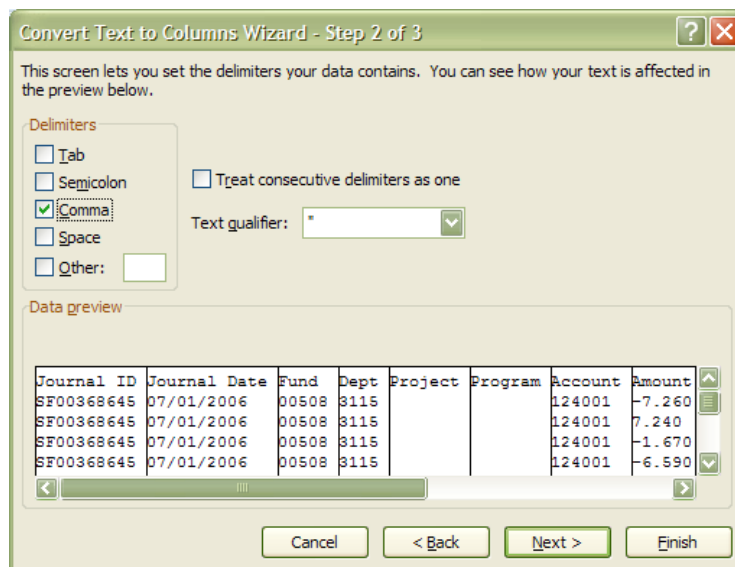 Convert Text to Columns Wizard - Step 2 of 3
This screen lets you set the delimiters your data contains. You can see how your text is affected in
the preview below.
Delimiters
Tab
Semicolon
Treat consecutive delimiters as one
Comma
Text qualifier: "
Space
Other:
Data preview
Journal ID Journal Date Fund Dept Project Program Account Amount
SF00368645 07/01/2006 00508 3115 124001 -7.260
SF00368645 07/01/2006 00508 3115 124001 7.240
SF00368645 07/01/2006 00508 3115 124001 -1.670
SF00368645 07/01/2006 00508 3115 124001 -6.590
Cancel < Back Next > Finish